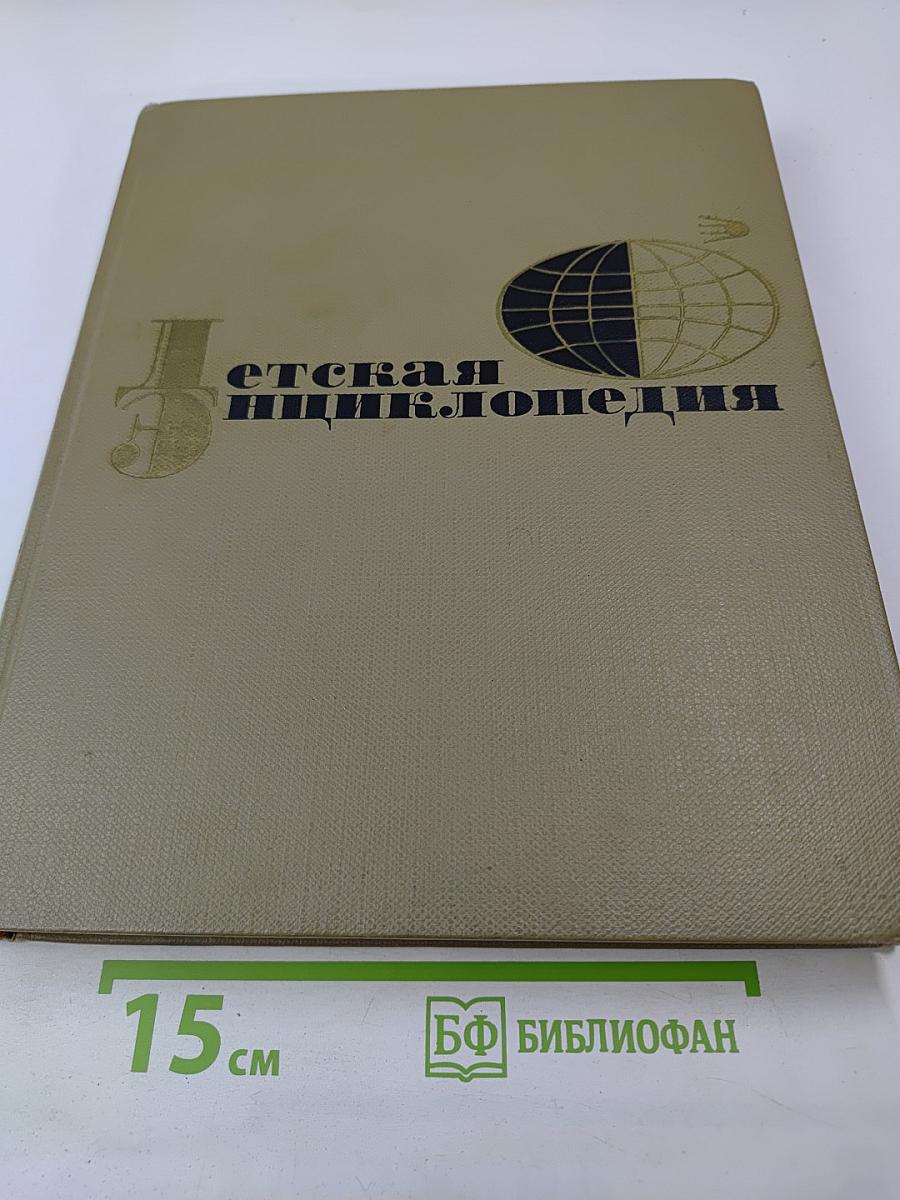 Детская
Энциклопедия
15 см
БФ БИБЛИОФАН